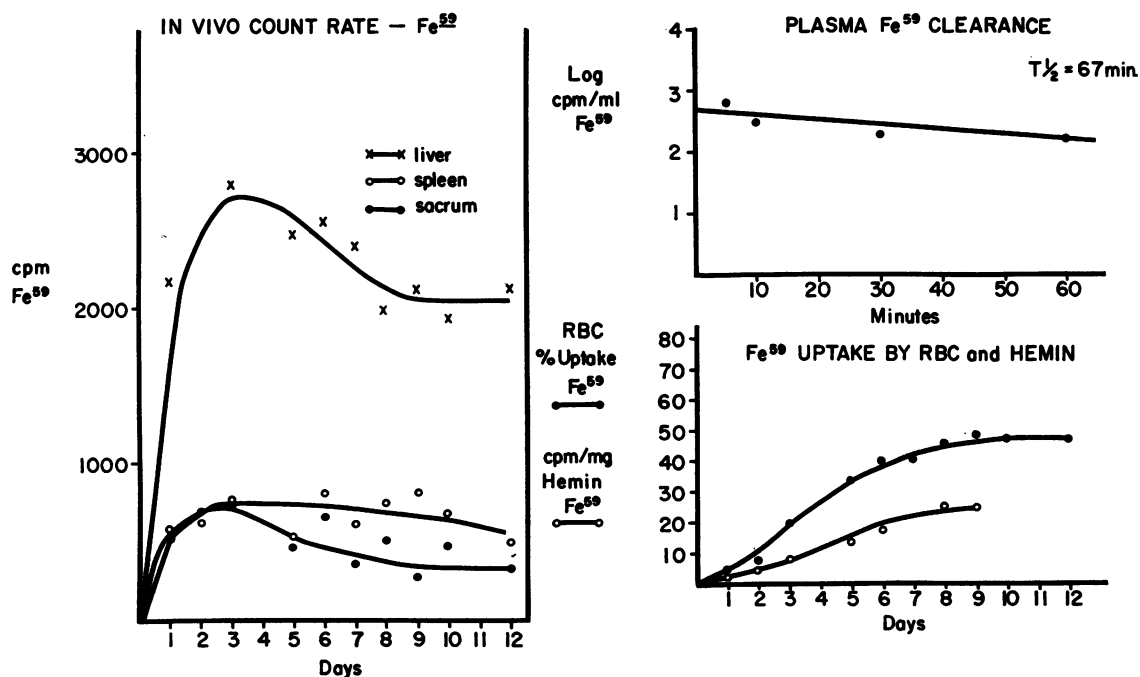 IN VIVO COUNT RATE — Fe59
3000
2000
1000
cpm
Fe59
liver
spleen
sacrum
1 2 3 4 5 6 7 8 9 10 12
Days
PLASMA Fe59 CLEARANCE
T½ = 67min.
Log
cpm/ml
Fe59
4
3
2
1
10 20 30 40 50 60
Minutes
Fe59 UPTAKE BY RBC and HEMIN
RBC
% Uptake
Fe59
cpm/mg
Hemin
Fe59
80
70
60
50
40
30
20
10
1 2 3 4 5 6 7 8 9 10 11 12
Days